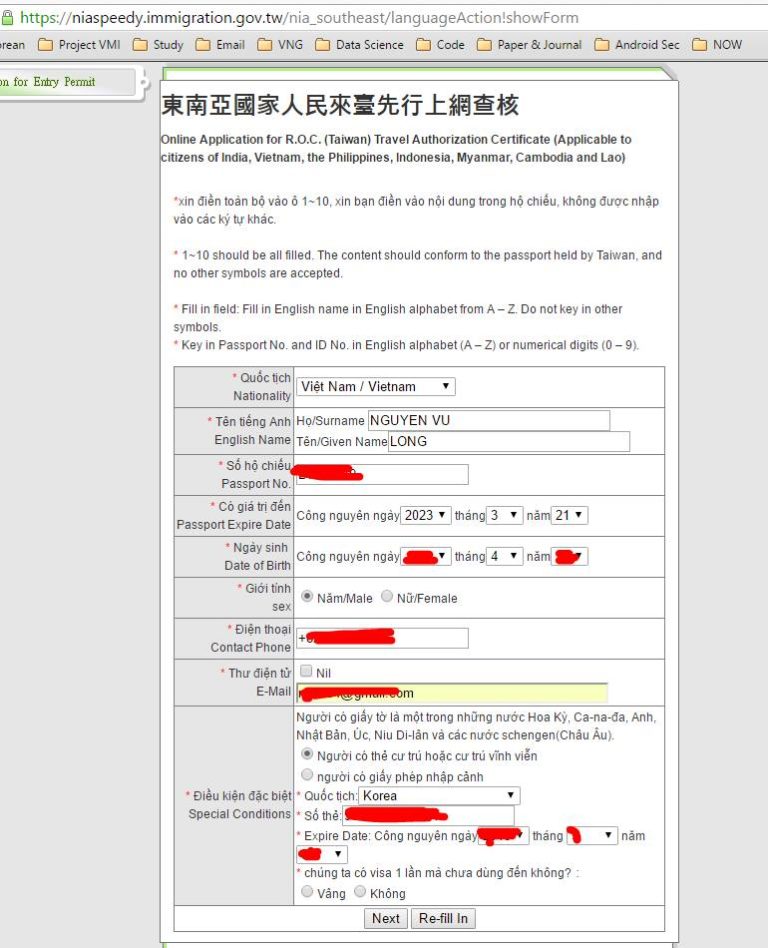 https://niaspeedy.immigration.gov.tw/nia_southeast/languageAction!showForm
orean Project VMI Study Email VNG Data Science Code Paper & Journal Android Sec NOW
on for Entry Permit
東南亞國家人民來臺先行上網查核
Online Application for R.O.C. (Taiwan) Travel Authorization Certificate (Applicable to
citizens of India, Vietnam, the Philippines, Indonesia, Myanmar, Cambodia and Lao)
*xin điền toàn bộ vào ô 1~10, xin bạn điền vào nội dung trong hộ chiếu, không được nhập
vào các ký tự khác.
* 1~10 should be all filled. The content should conform to the passport held by Taiwan, and
no other symbols are accepted.
* Fill in field: Fill in English name in English alphabet from A – Z. Do not key in other
symbols.
* Key in Passport No. and ID No. in English alphabet (A – Z) or numerical digits (0 – 9).
* Quốc tịch
Nationality
Việt Nam / Vietnam
* Tên tiếng Anh
English Name
Họ/Surname NGUYEN VU
Tên/Given Name LONG
* Số hộ chiếu
Passport No.
* Có giá trị đến
Passport Expire Date
Công nguyên ngày 2023 tháng 3 năm 21
* Ngày sinh
Date of Birth
Công nguyên ngày tháng 4 năm
* Giới tính
sex
Năm/Male Nữ/Female
* Điện thoại
Contact Phone
+
* Thư điện tử
E-Mail
Nil
@gmail.com
* Điều kiện đặc biệt
Special Conditions
Người có giấy tờ là một trong những nước Hoa Kỳ, Ca-na-đa, Anh,
Nhật Bản, Úc, Niu Di-lân và các nước schengen(Châu Âu).
Người có thẻ cư trú hoặc cư trú vĩnh viễn
người có giấy phép nhập cảnh
* Quốc tịch: Korea
* Số thẻ:
* Expire Date: Công nguyên ngày tháng năm
* chúng ta có visa 1 lần mà chưa dùng đến không? :
Vâng Không
Next Re-fill In